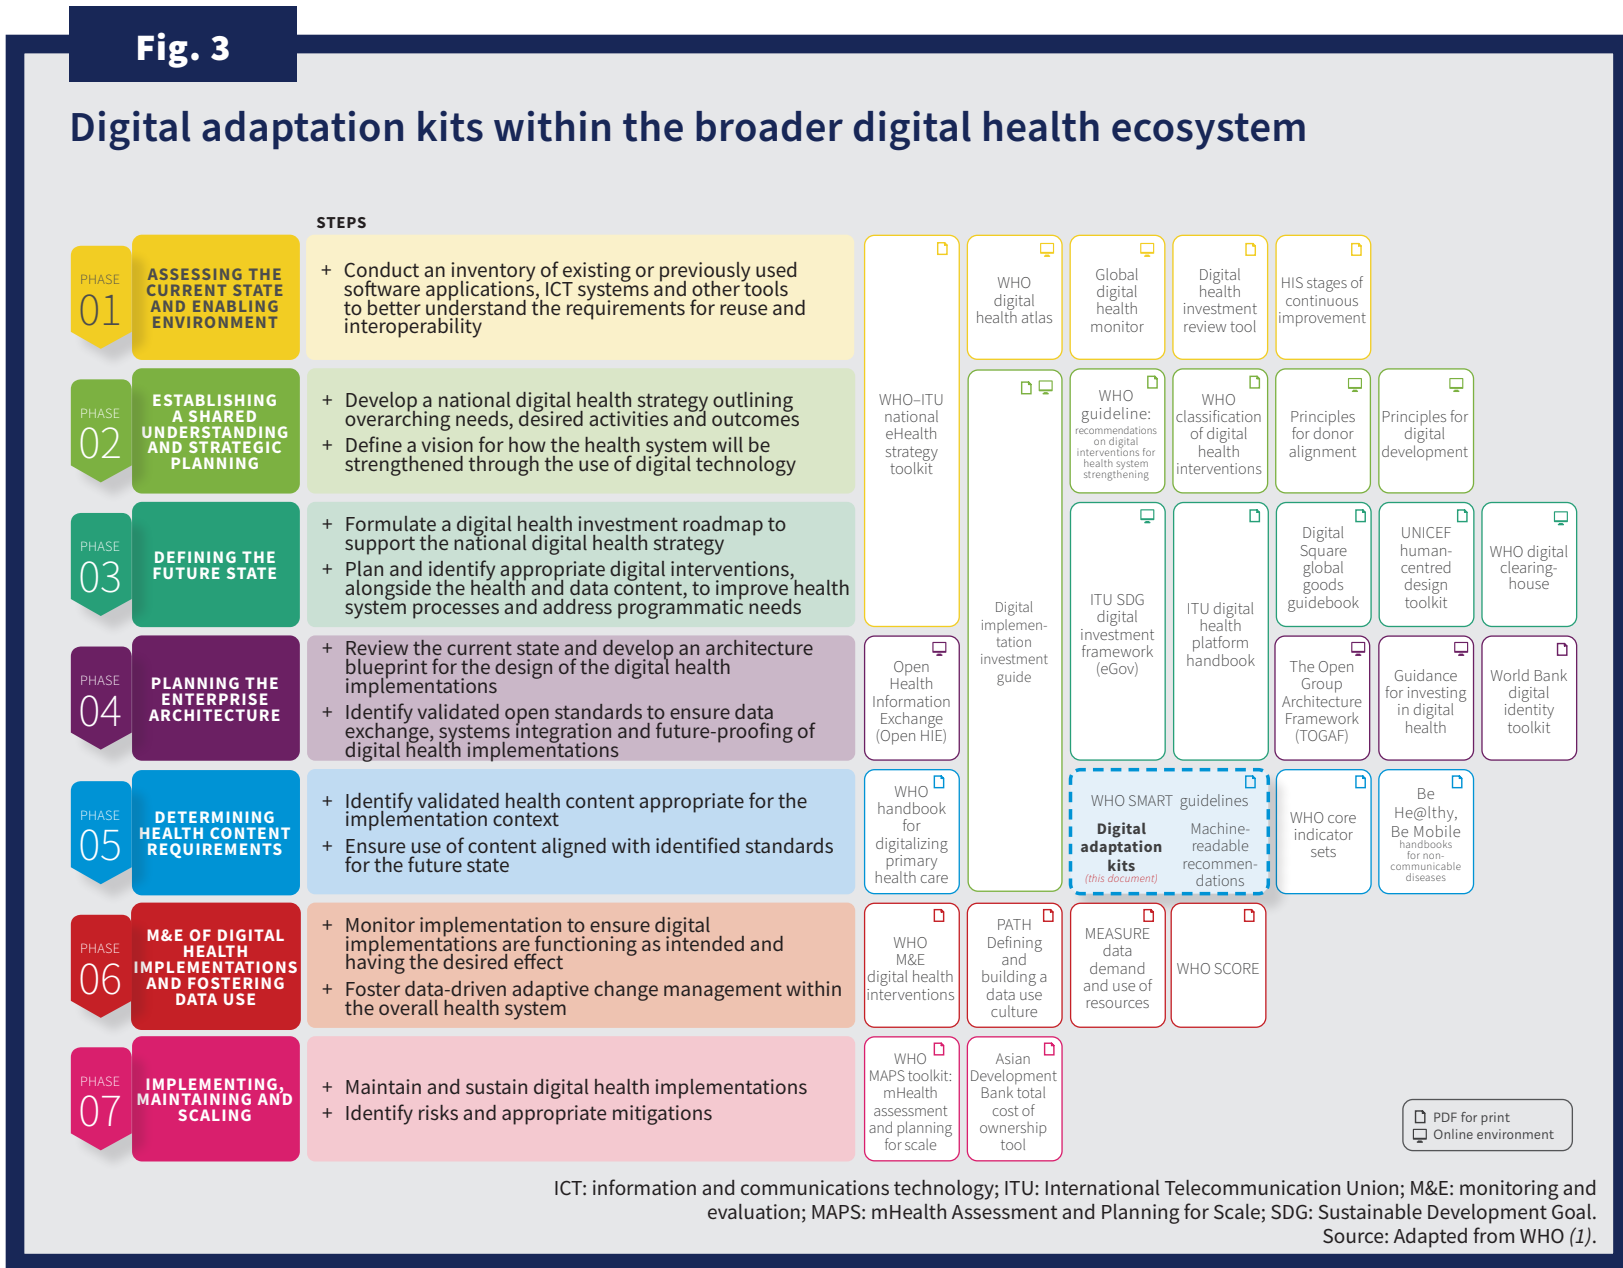 Fig. 3
Digital adaptation kits within the broader digital health ecosystem
STEPS
PHASE
01
ASSESSING THE
CURRENT STATE
AND ENABLING
ENVIRONMENT
+ Conduct an inventory of existing or previously used
software applications, ICT systems and other tools
to better understand the requirements for reuse and
interoperability
WHO–ITU
national
eHealth
strategy
toolkit
WHO
digital
health atlas
Global
digital
health
monitor
Digital
health
investment
review tool
HIS stages of
continuous
improvement
PHASE
02
ESTABLISHING
A SHARED
UNDERSTANDING
AND STRATEGIC
PLANNING
+ Develop a national digital health strategy outlining
overarching needs, desired activities and outcomes
+ Define a vision for how the health system will be
strengthened through the use of digital technology
Digital
implemen-
tation
investment
guide
WHO
guideline:
recommendations
on digital
interventions for
health system
strengthening
WHO
classification
of digital
health
interventions
Principles
for donor
alignment
Principles for
digital
development
PHASE
03
DEFINING THE
FUTURE STATE
+ Formulate a digital health investment roadmap to
support the national digital health strategy
+ Plan and identify appropriate digital interventions,
alongside the health and data content, to improve health
system processes and address programmatic needs
ITU SDG
digital
investment
framework
(eGov)
ITU digital
health
platform
handbook
Digital
Square
global
goods
guidebook
UNICEF
human-
centred
design
toolkit
WHO digital
clearing-
house
PHASE
04
PLANNING THE
ENTERPRISE
ARCHITECTURE
+ Review the current state and develop an architecture
blueprint for the design of the digital health
implementations
+ Identify validated open standards to ensure data
exchange, systems integration and future-proofing of
digital health implementations
Open
Health
Information
Exchange
(Open HIE)
The Open
Group
Architecture
Framework
(TOGAF)
Guidance
for investing
in digital
health
World Bank
digital
identity
toolkit
PHASE
05
DETERMINING
HEALTH CONTENT
REQUIREMENTS
+ Identify validated health content appropriate for the
implementation context
+ Ensure use of content aligned with identified standards
for the future state
WHO
handbook
for
digitalizing
primary
health care
WHO SMART guidelines
Digital
adaptation
kits
(this document)
Machine-
readable
recommen-
dations
WHO core
indicator
sets
Be
He@lthy,
Be Mobile
handbooks
for non-
communicable
diseases
PHASE
06
M&E OF DIGITAL
HEALTH
IMPLEMENTATIONS
AND FOSTERING
DATA USE
+ Monitor implementation to ensure digital
implementations are functioning as intended and
having the desired effect
+ Foster data-driven adaptive change management within
the overall health system
WHO
M&E
digital health
interventions
PATH
Defining
and
building a
data use
culture
MEASURE
data
demand
and use of
resources
WHO SCORE
PHASE
07
IMPLEMENTING,
MAINTAINING AND
SCALING
+ Maintain and sustain digital health implementations
+ Identify risks and appropriate mitigations
WHO
MAPS toolkit:
mHealth
assessment
and planning
for scale
Asian
Development
Bank total
cost of
ownership
tool
PDF for print
Online environment
ICT: information and communications technology; ITU: International Telecommunication Union; M&E: monitoring and
evaluation; MAPS: mHealth Assessment and Planning for Scale; SDG: Sustainable Development Goal.
Source: Adapted from WHO (1).